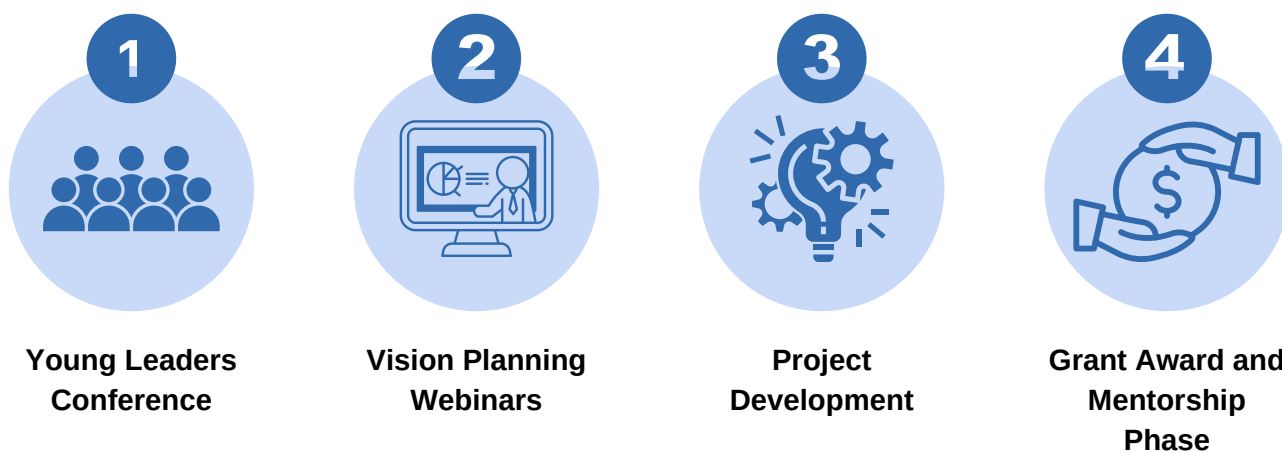 1
Young Leaders
Conference
2
Vision Planning
Webinars
3
Project
Development
4
$
Grant Award and
Mentorship
Phase